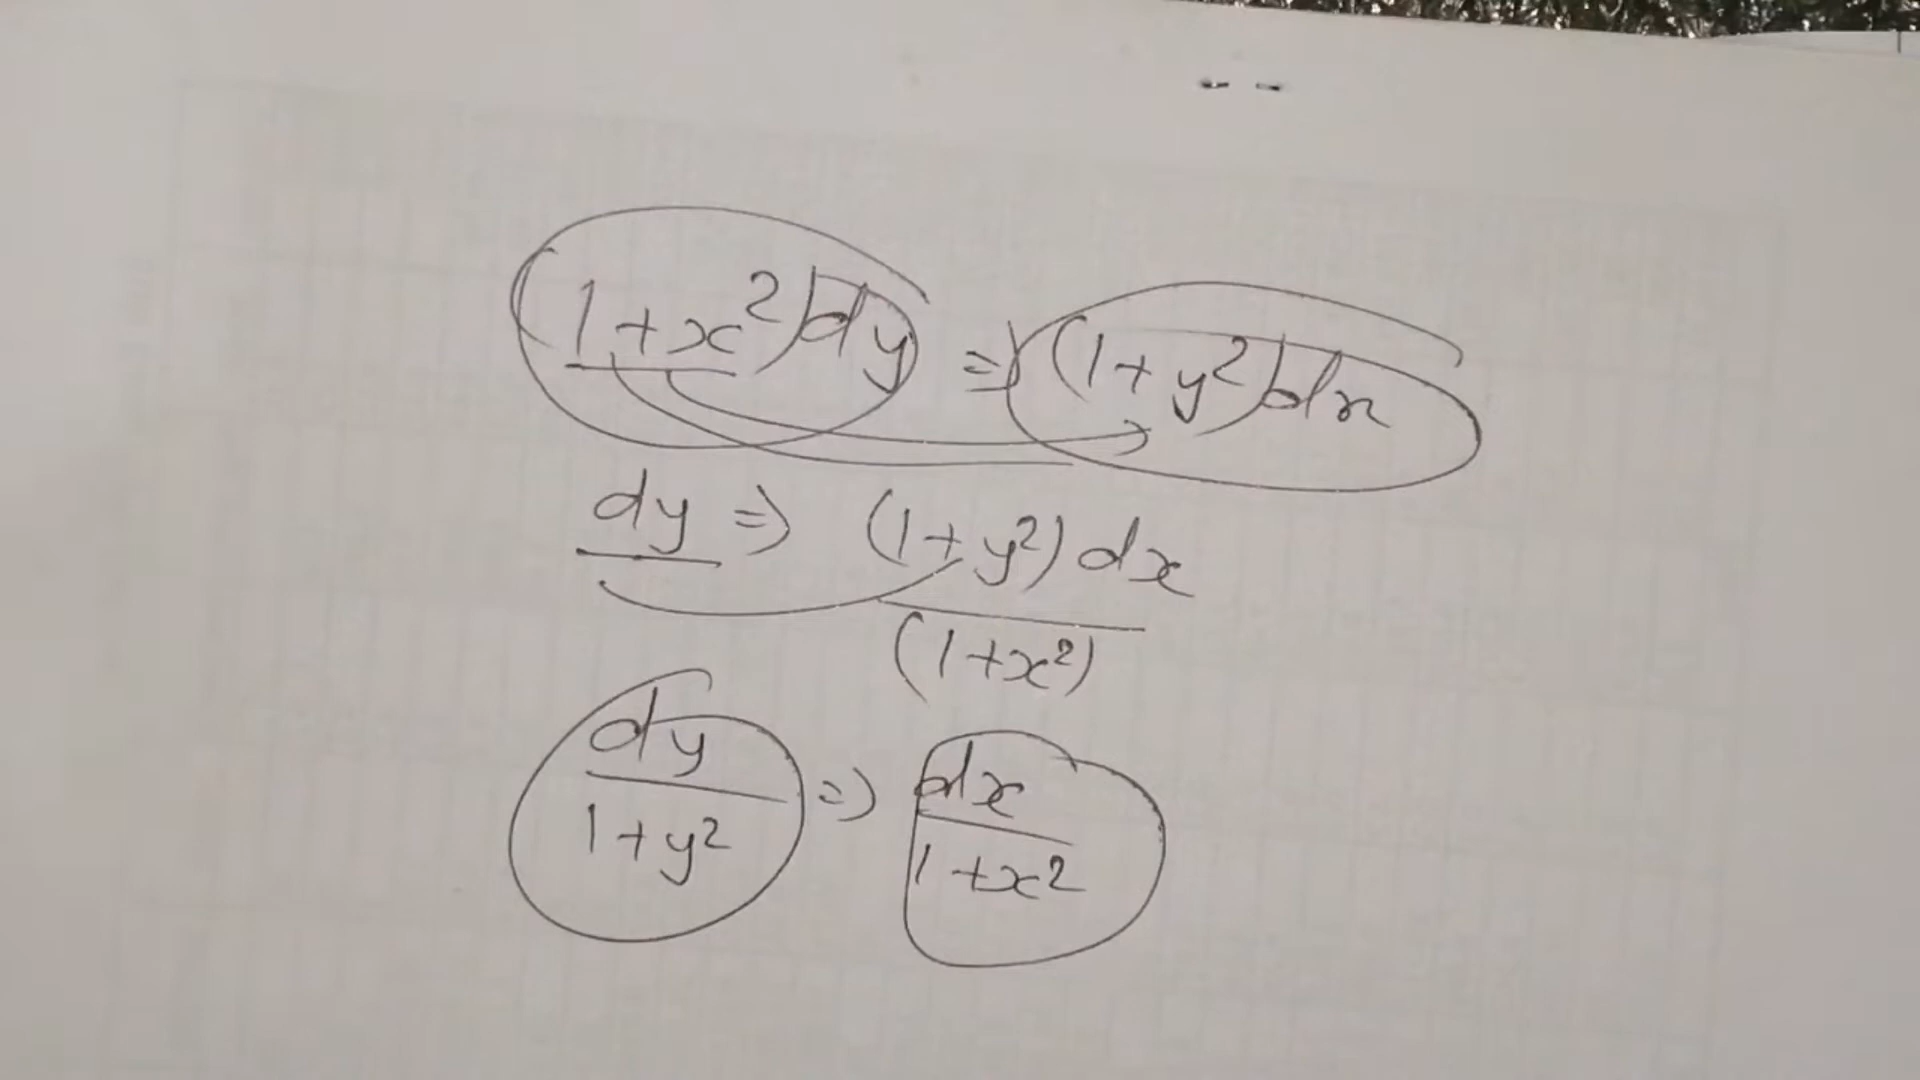 (1+x²)dy => (1+y²)dx
dy => (1+y²)dx
(1+x²)
dy => dx
1+y² 1+x²